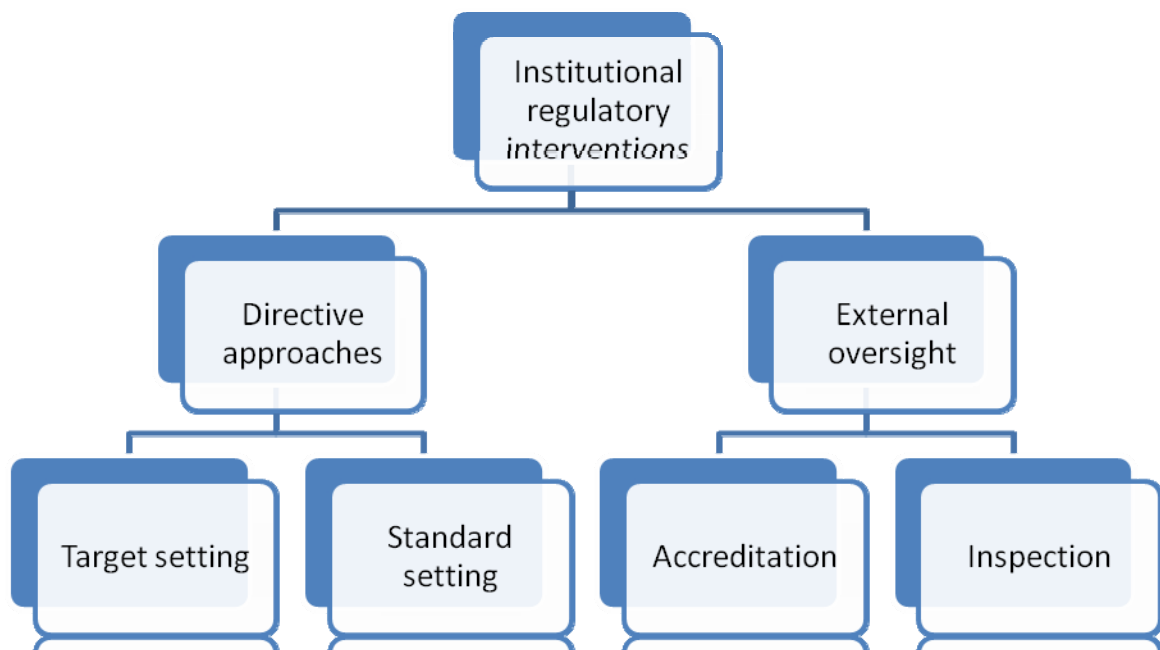 Institutional
regulatory
interventions
Directive
approaches
External
oversight
Target setting
Standard
setting
Accreditation
Inspection